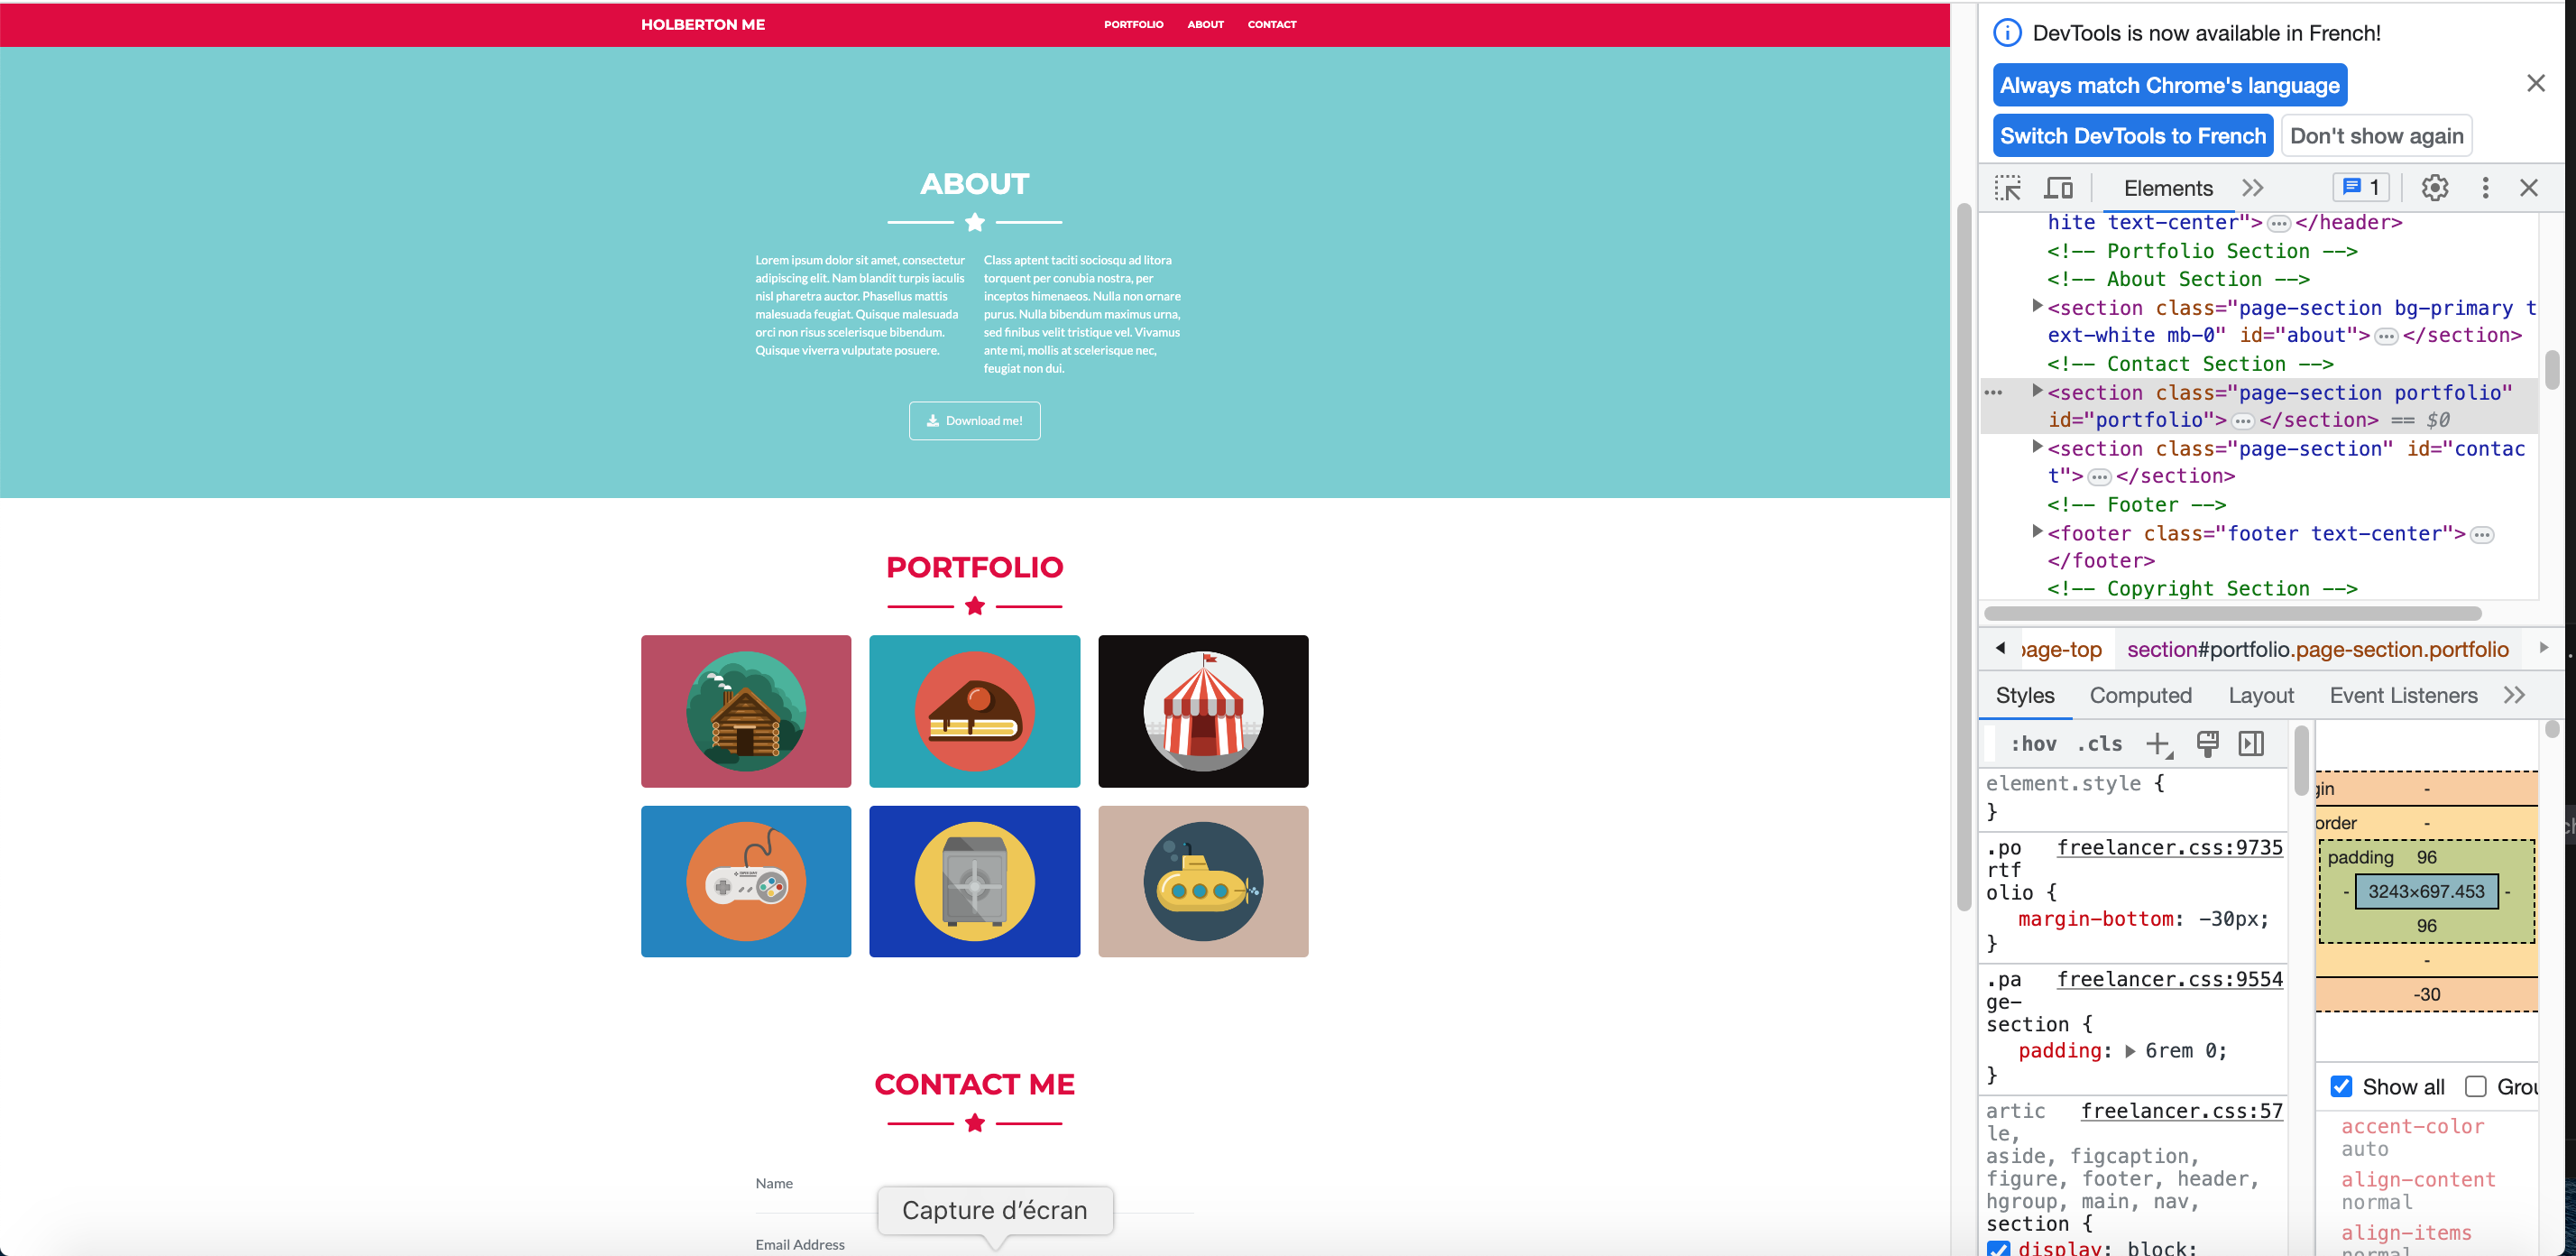 HOLBERTON ME
PORTFOLIO ABOUT CONTACT
ABOUT
Lorem ipsum dolor sit amet, consectetur
adipiscing elit. Nam blandit turpis iaculis
nisl pharetra auctor. Phasellus mattis
malesuada feugiat. Quisque malesuada
orci non risus scelerisque bibendum.
Quisque viverra vulputate posuere.
Class aptent taciti sociosqu ad litora
torquent per conubia nostra, per
inceptos himenaeos. Nulla non ornare
purus. Nulla bibendum maximus urna,
sed finibus velit tristique vel. Vivamus
ante mi, mollis at scelerisque nec,
feugiat non dui.
Download me!
PORTFOLIO
CONTACT ME
Name
Email Address
Capture d’écran
DevTools is now available in French!
Always match Chrome's language
Switch DevTools to French
Don't show again
Elements
1
hite text-center">…</header>
<!-- Portfolio Section -->
<!-- About Section -->
<section class="page-section bg-primary t
ext-white mb-0" id="about">…</section>
<!-- Contact Section -->
<section class="page-section portfolio"
id="portfolio">…</section> == $0
<section class="page-section" id="contac
t">…</section>
<!-- Footer -->
<footer class="footer text-center">…
</footer>
<!-- Copyright Section -->
page-top section#portfolio.page-section.portfolio
Styles Computed Layout Event Listeners
:hov .cls
element.style {
}
.po freelancer.css:9735
rtf
olio {
margin-bottom: -30px;
}
.pa freelancer.css:9554
ge-
section {
padding: 6rem 0;
}
artic freelancer.css:57
le,
aside, figcaption,
figure, footer, header,
hgroup, main, nav,
section {
display: block;
gin -
order -
padding 96
- 3243×697.453 -
96
-
-30
Show all Grou
accent-color
auto
align-content
normal
align-items
normal